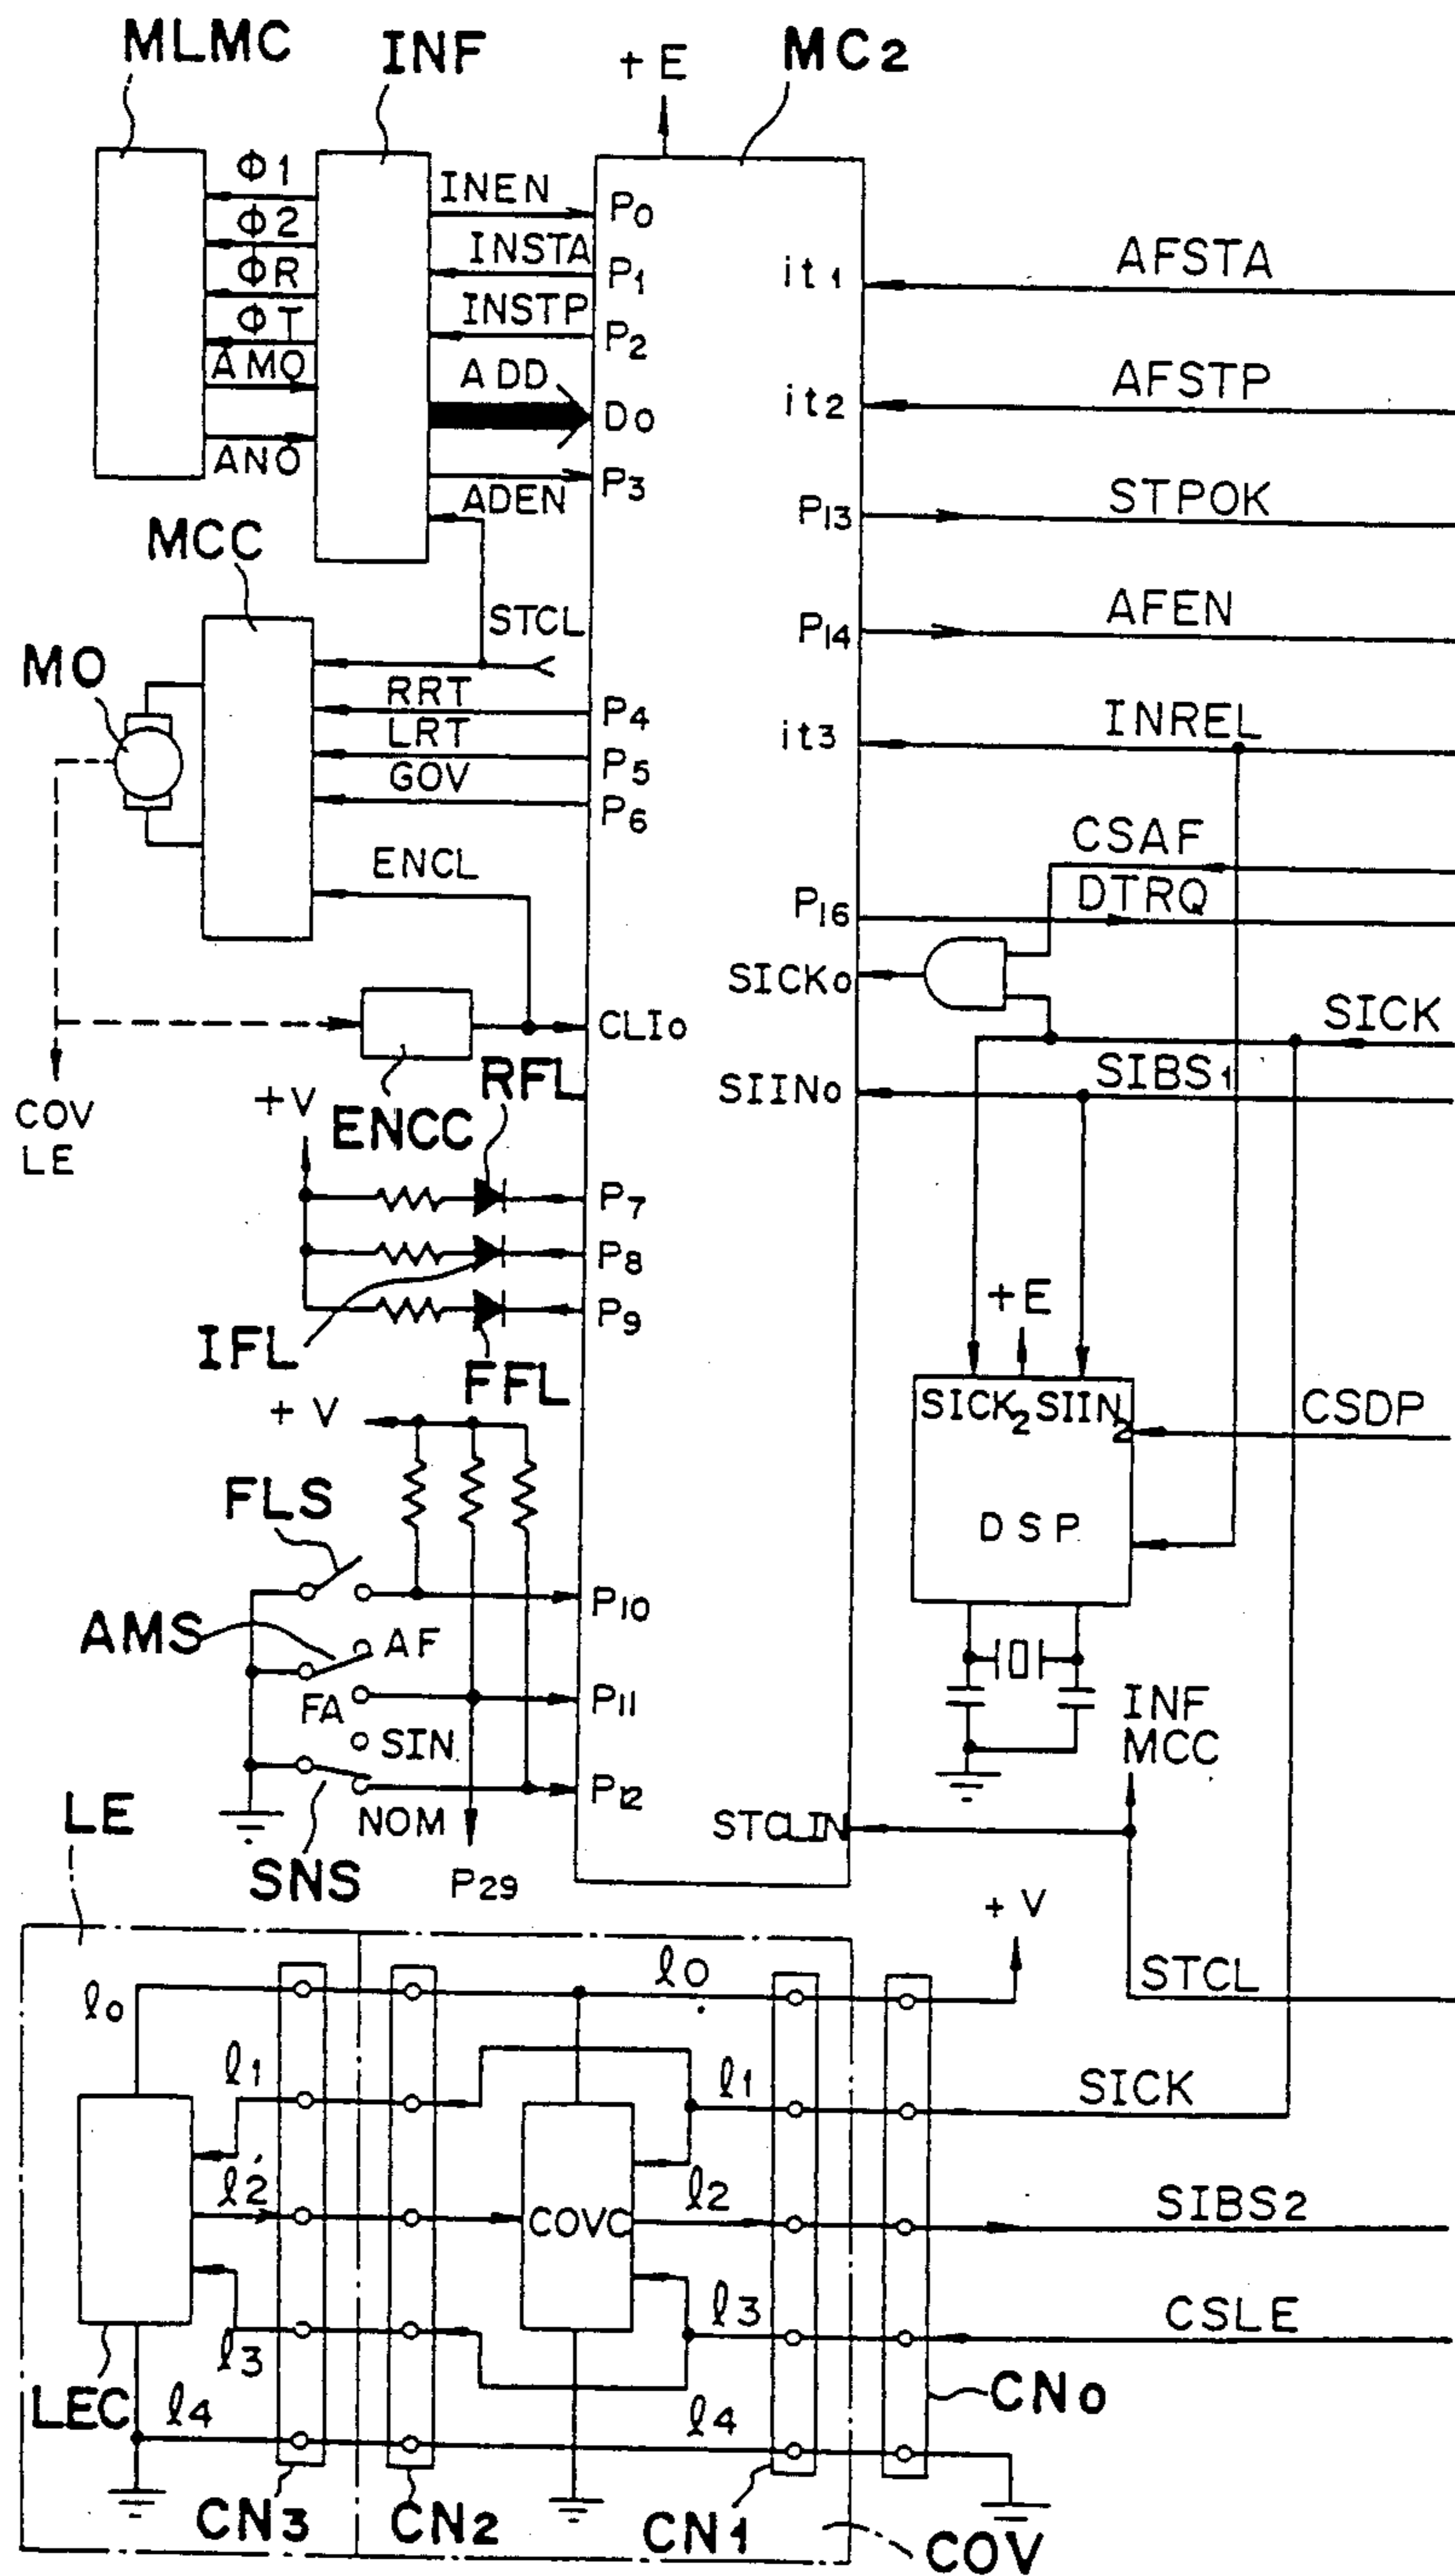 MLMC
INF
+E
MC2
Φ1
Φ2
ΦR
ΦT
AMO
ANO
INEN
INSTA
INSTP
ADD
ADEN
P0
P1
P2
D0
P3
it1
AFSTA
it2
AFSTP
P13
STPOK
P14
AFEN
it3
INREL
MCC
STCL
MO
RRT
LRT
GOV
P4
P5
P6
ENCL
CSAF
P16
DTRQ
SICK0
SICK
CLI0
SIIN0
SIBS1
COV
LE
+V
ENCC
RFL
P7
P8
P9
IFL
FFL
+V
+E
SICK2
SIIN2
CSDP
DSP
FLS
P10
AMS
AF
FA
P11
SIN
NOM
P12
SNS
P29
INF
MCC
STCLIN
LE
+V
STCL
ℓ0
ℓ0
ℓ1
ℓ1
SICK
ℓ2
COVC
ℓ2
SIBS2
ℓ3
ℓ3
CSLE
LEC
ℓ4
ℓ4
CN0
CN3
CN2
CN1
COV